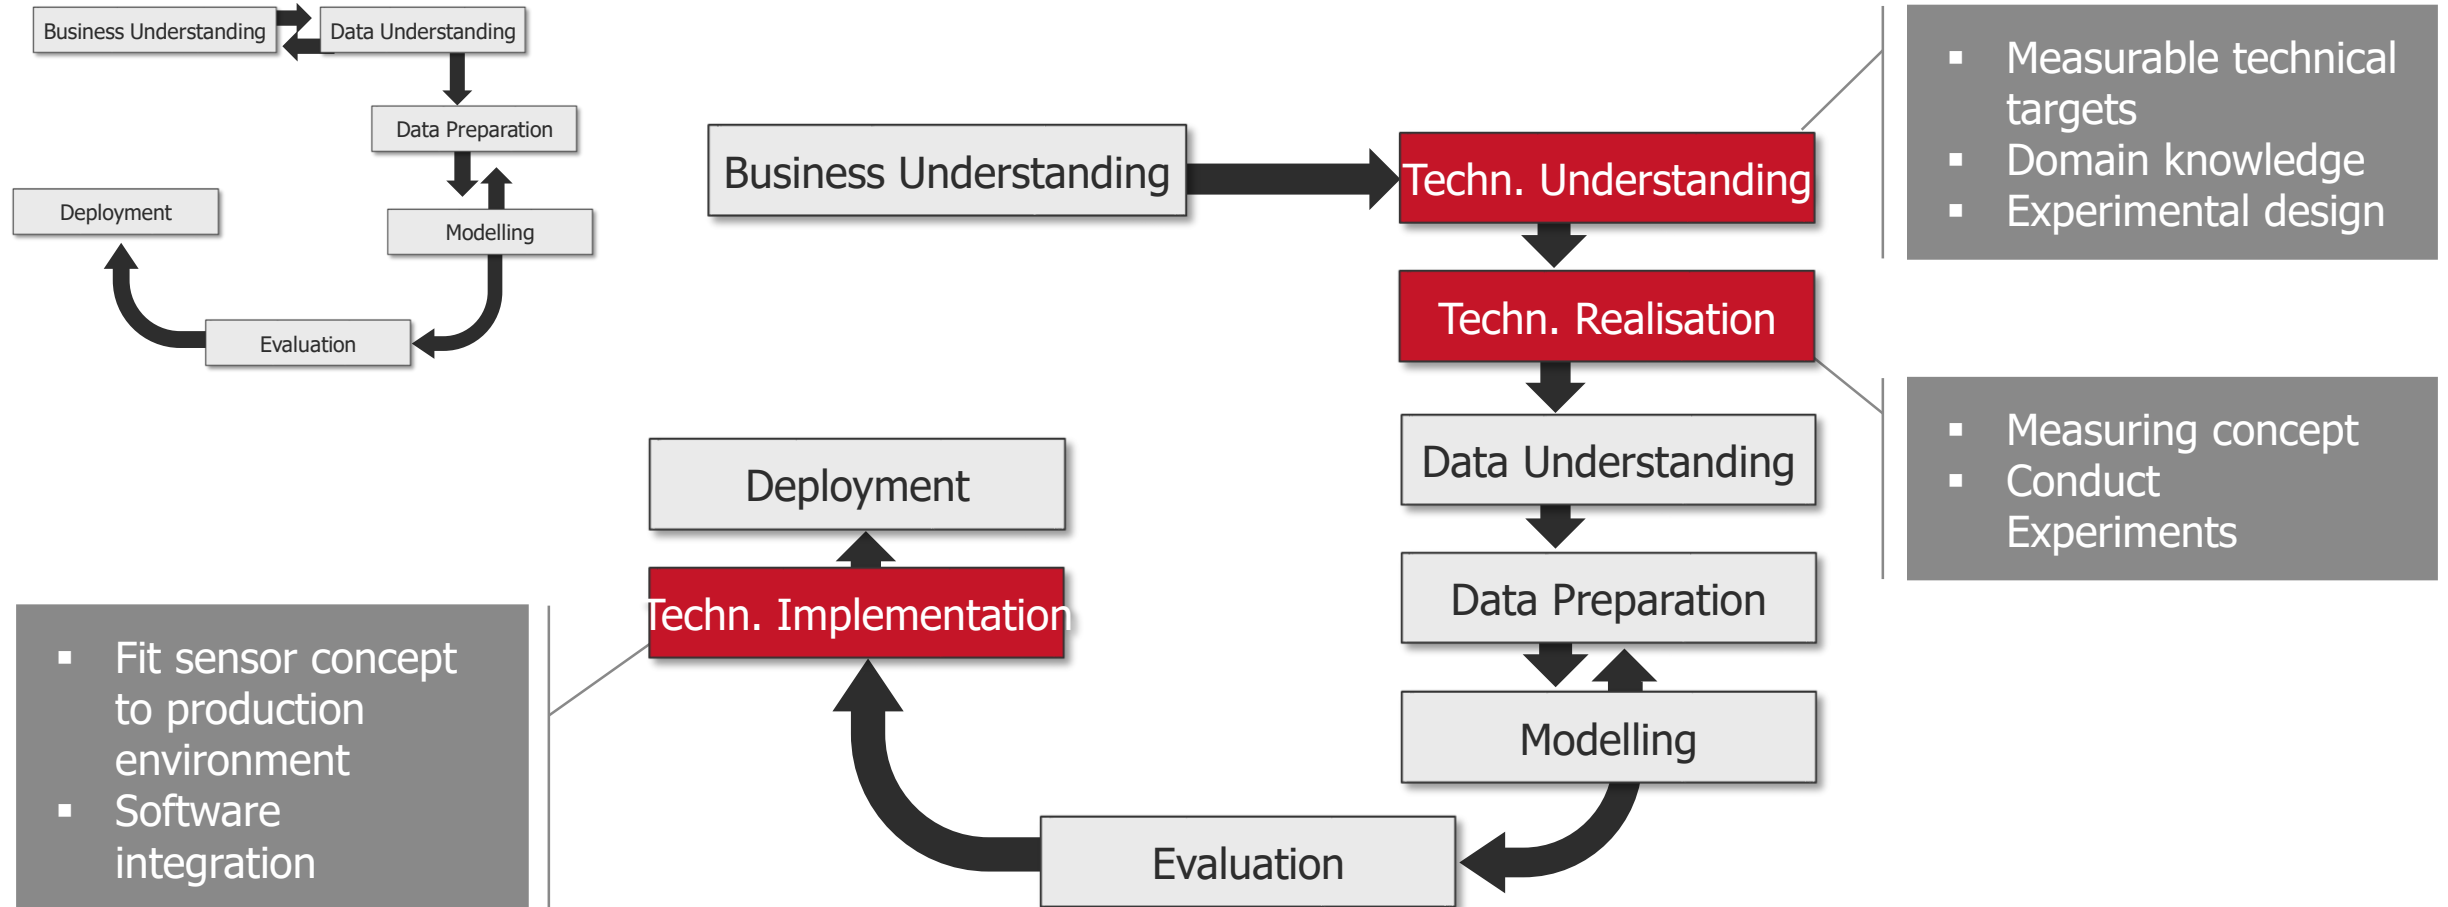 Business Understanding
Data Understanding
Data Preparation
Deployment
Modelling
Evaluation
Business Understanding
Techn. Understanding
▪ Measurable technical
targets
▪ Domain knowledge
▪ Experimental design
Techn. Realisation
▪ Measuring concept
▪ Conduct
Experiments
Data Understanding
Data Preparation
Modelling
Evaluation
Techn. Implementation
▪ Fit sensor concept
to production
environment
▪ Software
integration
Deployment